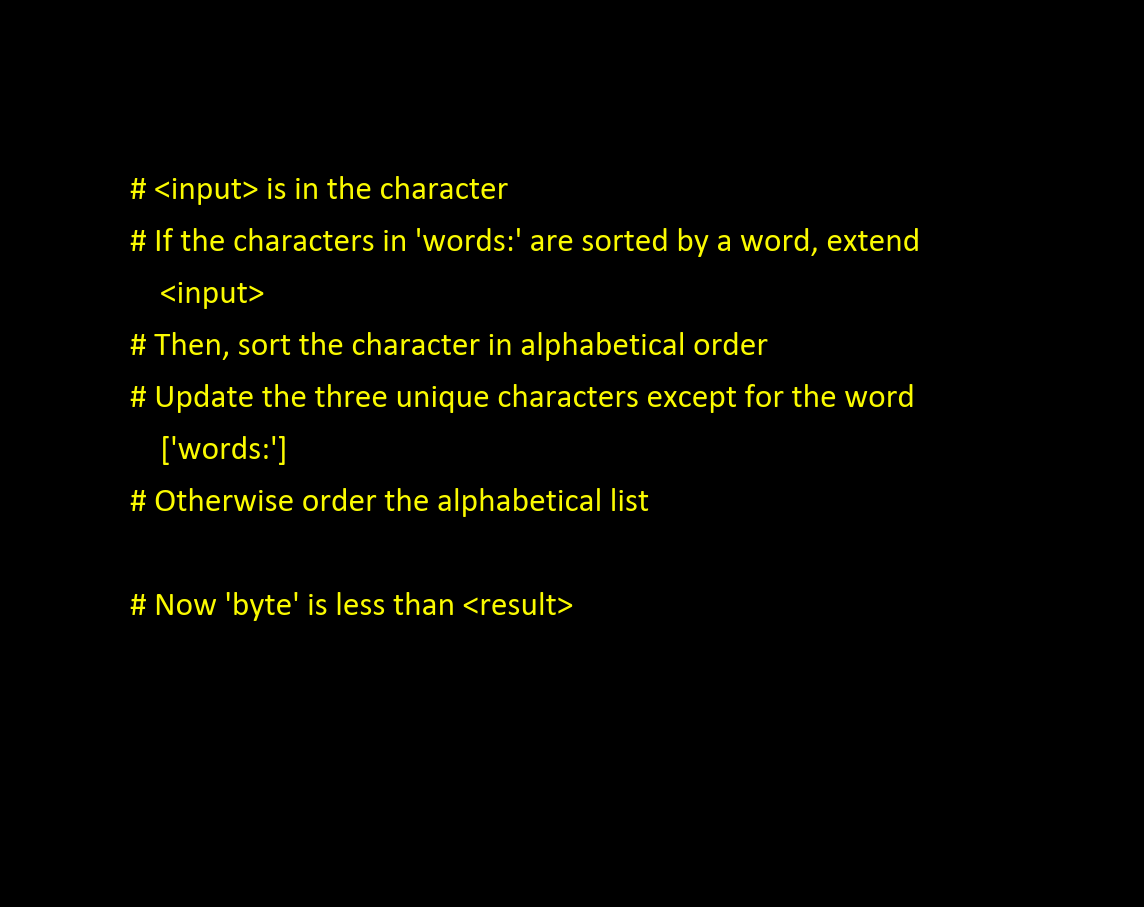 # <input> is in the character
# If the characters in 'words:' are sorted by a word, extend
<input>
# Then, sort the character in alphabetical order
# Update the three unique characters except for the word
['words:']
# Otherwise order the alphabetical list
# Now 'byte' is less than <result>